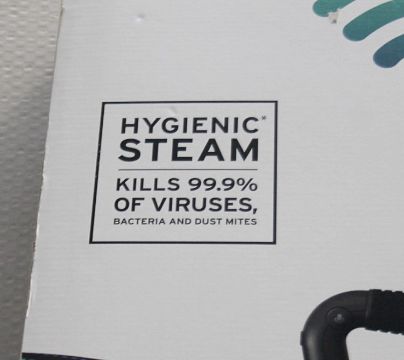 HYGIENIC*
STEAM
KILLS 99.9%
OF VIRUSES,
BACTERIA AND DUST MITES